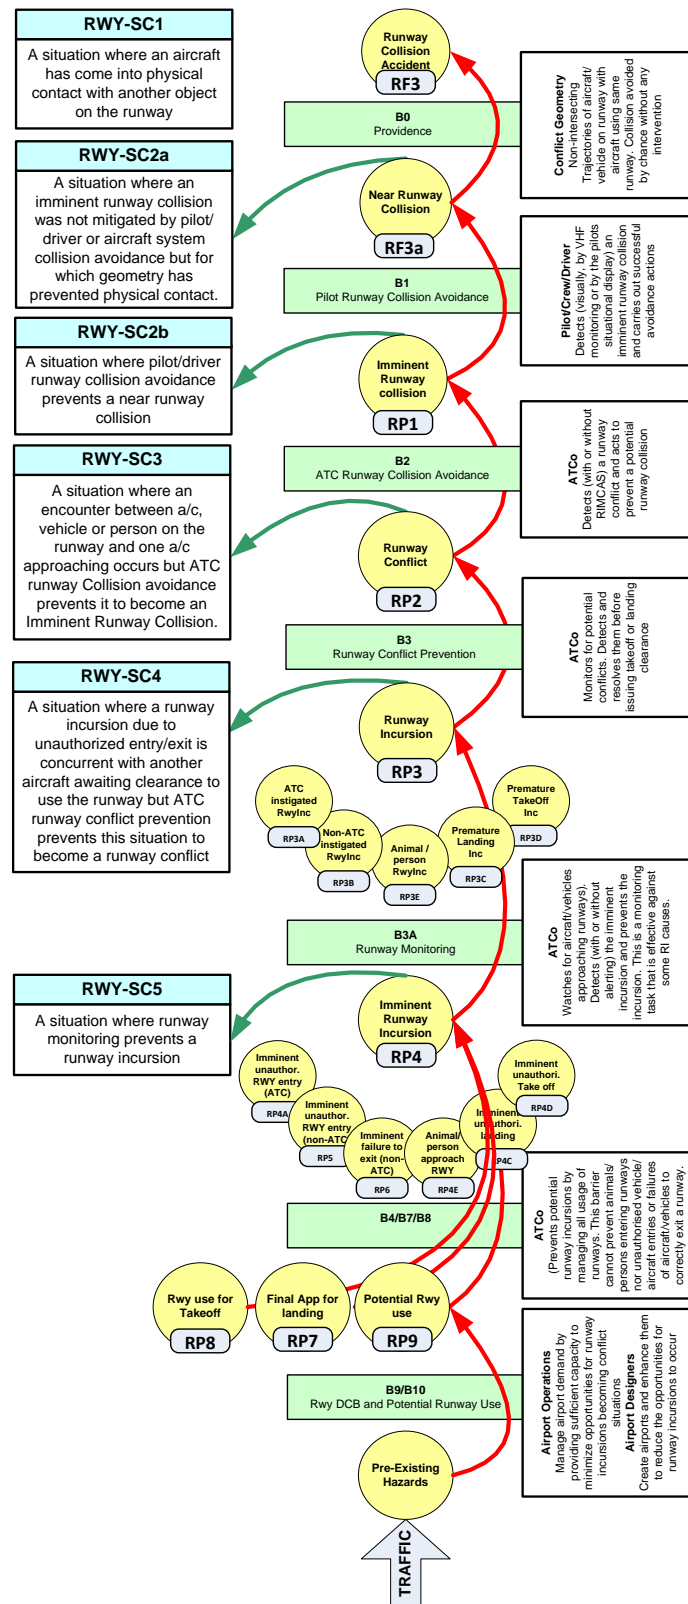 RWY-SC1
A situation where an aircraft
has come into physical
contact with another object
on the runway
RWY-SC2a
A situation where an
imminent runway collision
was not mitigated by pilot/
driver or aircraft system
collision avoidance but for
which geometry has
prevented physical contact.
RWY-SC2b
A situation where pilot/driver
runway collision avoidance
prevents a near runway
collision
RWY-SC3
A situation where an
encounter between a/c,
vehicle or person on the
runway and one a/c
approaching occurs but ATC
runway Collision avoidance
prevents it to become an
Imminent Runway Collision.
RWY-SC4
A situation where a runway
incursion due to
unauthorized entry/exit is
concurrent with another
aircraft awaiting clearance to
use the runway but ATC
runway conflict prevention
prevents this situation to
become a runway conflict
RWY-SC5
A situation where runway
monitoring prevents a
runway incursion
Runway
Collision
Accident
RF3
B0
Providence
Near Runway
Collision
RF3a
B1
Pilot Runway Collision Avoidance
Imminent
Runway
collision
RP1
B2
ATC Runway Collision Avoidance
Runway
Conflict
RP2
B3
Runway Conflict Prevention
Runway
Incursion
RP3
ATC
instigated
RwyInc
RP3A
Non-ATC
instigated
RwyInc
RP3B
Animal /
person
RwyInc
RP3E
Premature
Landing
Inc
RP3C
Premature
TakeOff
Inc
RP3D
B3A
Runway Monitoring
Imminent
Runway
Incursion
RP4
Imminent
unauthor.
RWY entry
(ATC)
RP4A
Imminent
unauthor.
RWY entry
(non-ATC)
RP5
Imminent
failure to
exit (non-
ATC)
RP6
Animal/
person
approach
RWY
RP4E
Imminent
unauthori.
landing
RP4C
Imminent
unauthori.
Take off
RP4D
B4/B7/B8
Rwy use for
Takeoff
RP8
Final App for
landing
RP7
Potential Rwy
use
RP9
B9/B10
Rwy DCB and Potential Runway Use
Pre-Existing
Hazards
TRAFFIC
Conflict Geometry
Non-intersecting
Trajectories of aircraft/
vehicle on runway with
aircraft using same
runway. Collision avoided
by chance without any
intervention
Pilot/Crew/Driver
Detects (visually, by VHF
monitoring or by the pilots
situational display) an
imminent runway collision
and carries out successful
avoidance actions
ATCo
Detects (with or without
RIMCAS) a runway
conflict and acts to
prevent a potential
runway collision
ATCo
Monitors for potential
conflicts. Detects and
resolves them before
issuing takeoff or landing
clearance
ATCo
Watches for aircraft/vehicles
approaching runways).
Detects (with or without
alerting) the imminent
incursion and prevents the
incursion. This is a monitoring
task that is effective against
some RI causes.
ATCo
(Prevents potential
runway incursions by
managing all usage of
runways. This barrier
cannot prevent animals/
persons entering runways
nor unauthorised vehicle/
aircraft entries or failures
of aircraft/vehicles to
correctly exit a runway.
Airport Operations
Manage airport demand by
providing sufficient capacity to
minimize opportunities for runway
incursions becoming conflict
situations
Airport Designers
Create airports and enhance them
to reduce the opportunities for
runway incursions to occur